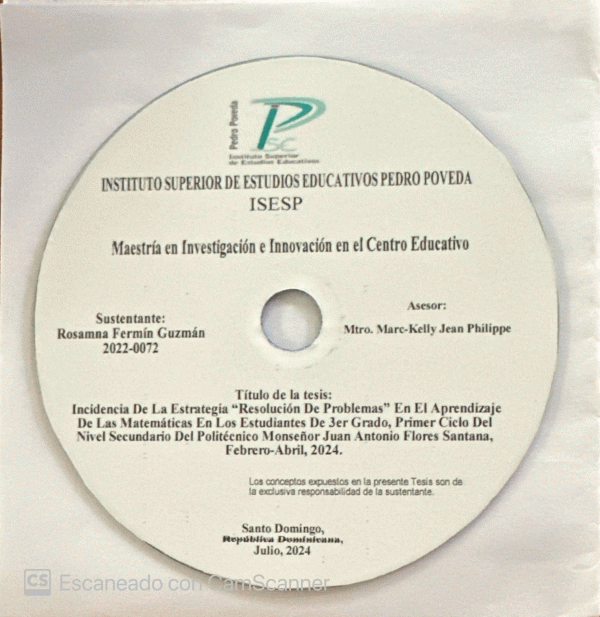 Pedro Poveda
PSC
Instituto Superior
de Estudios Educativos
INSTITUTO SUPERIOR DE ESTUDIOS EDUCATIVOS PEDRO POVEDA
ISESP
Maestría en Investigación e Innovación en el Centro Educativo
Sustentante:
Rosamna Fermín Guzmán
2022-0072
Asesor:
Mtro. Marc-Kelly Jean Philippe
Título de la tesis:
Incidencia De La Estrategia “Resolución De Problemas” En El Aprendizaje
De Las Matemáticas En Los Estudiantes De 3er Grado, Primer Ciclo Del
Nivel Secundario Del Politécnico Monseñor Juan Antonio Flores Santana,
Febrero-Abril, 2024.
Los conceptos expuestos en la presente Tesis son de
la exclusiva responsabilidad de la sustentante.
Santo Domingo,
República Dominicana,
Julio, 2024
CS Escaneado con CamScanner